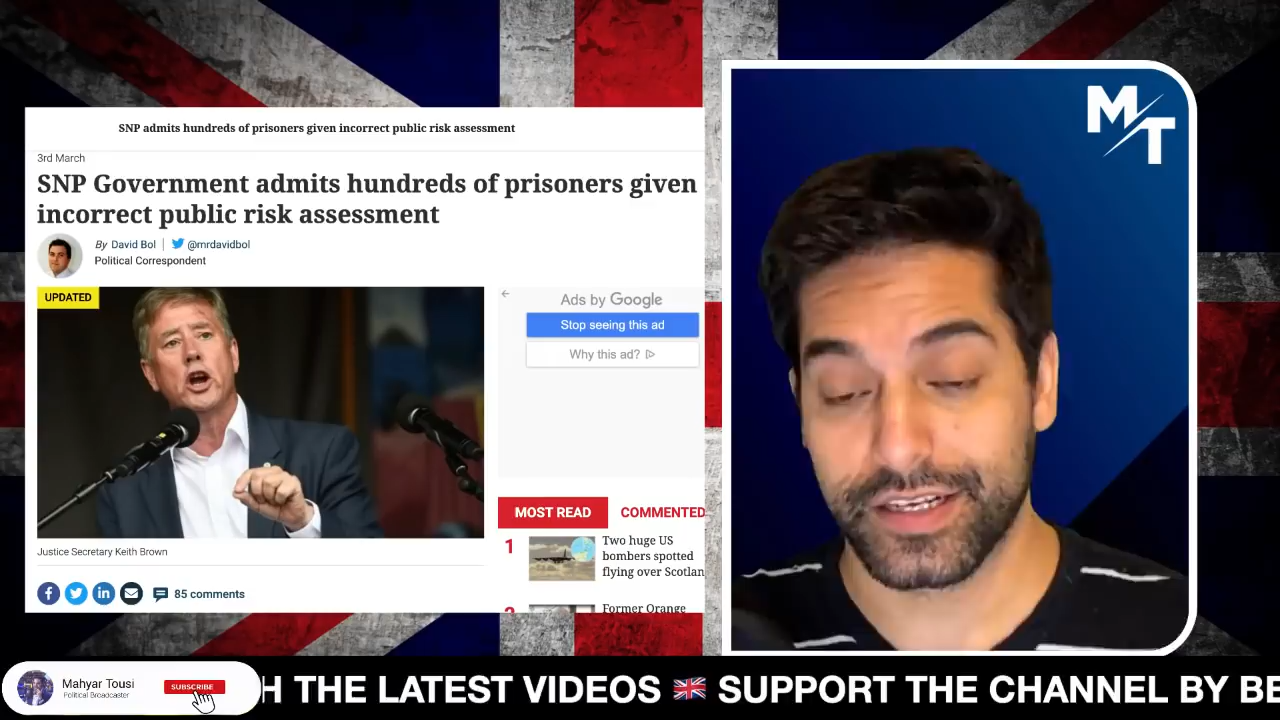 SNP admits hundreds of prisoners given incorrect public risk assessment
3rd March
SNP Government admits hundreds of prisoners given
incorrect public risk assessment
By David Bol | @mrdavidbol
Political Correspondent
UPDATED
Ads by Google
Stop seeing this ad
Why this ad?
MOST READ COMMENTED
1 Two huge US
bombers spotted
flying over Scotlan
Former Orange
Justice Secretary Keith Brown
85 comments
MT
Mahyar Tousi
Political Broadcaster
SUBSCRIBE
H THE LATEST VIDEOS 🇬🇧 SUPPORT THE CHANNEL BY BE